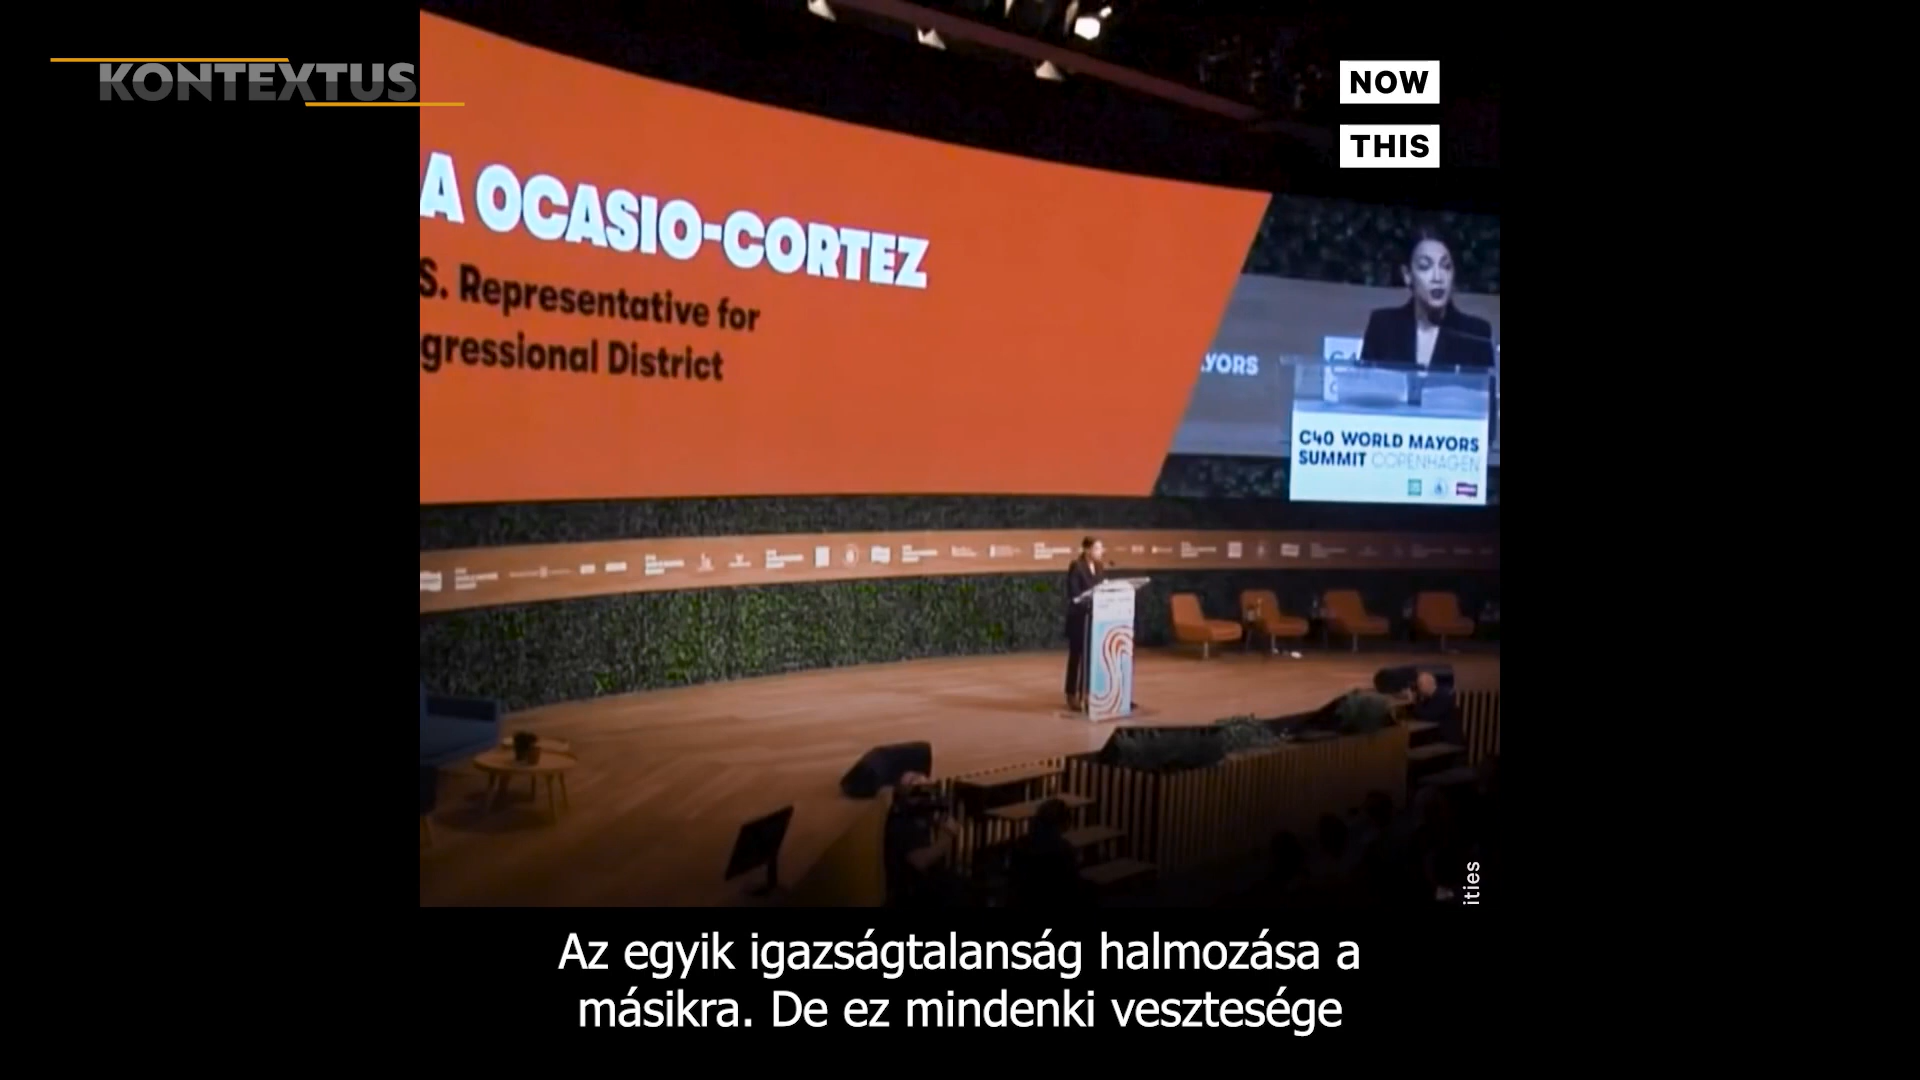 KONTEXTUS
NOW
THIS
A OCASIO-CORTEZ
S. Representative for
gressional District
YORS
C40 WORLD MAYORS
SUMMIT COPENHAGEN
ities
Az egyik igazságtalanság halmozása a
másikra. De ez mindenki vesztesége